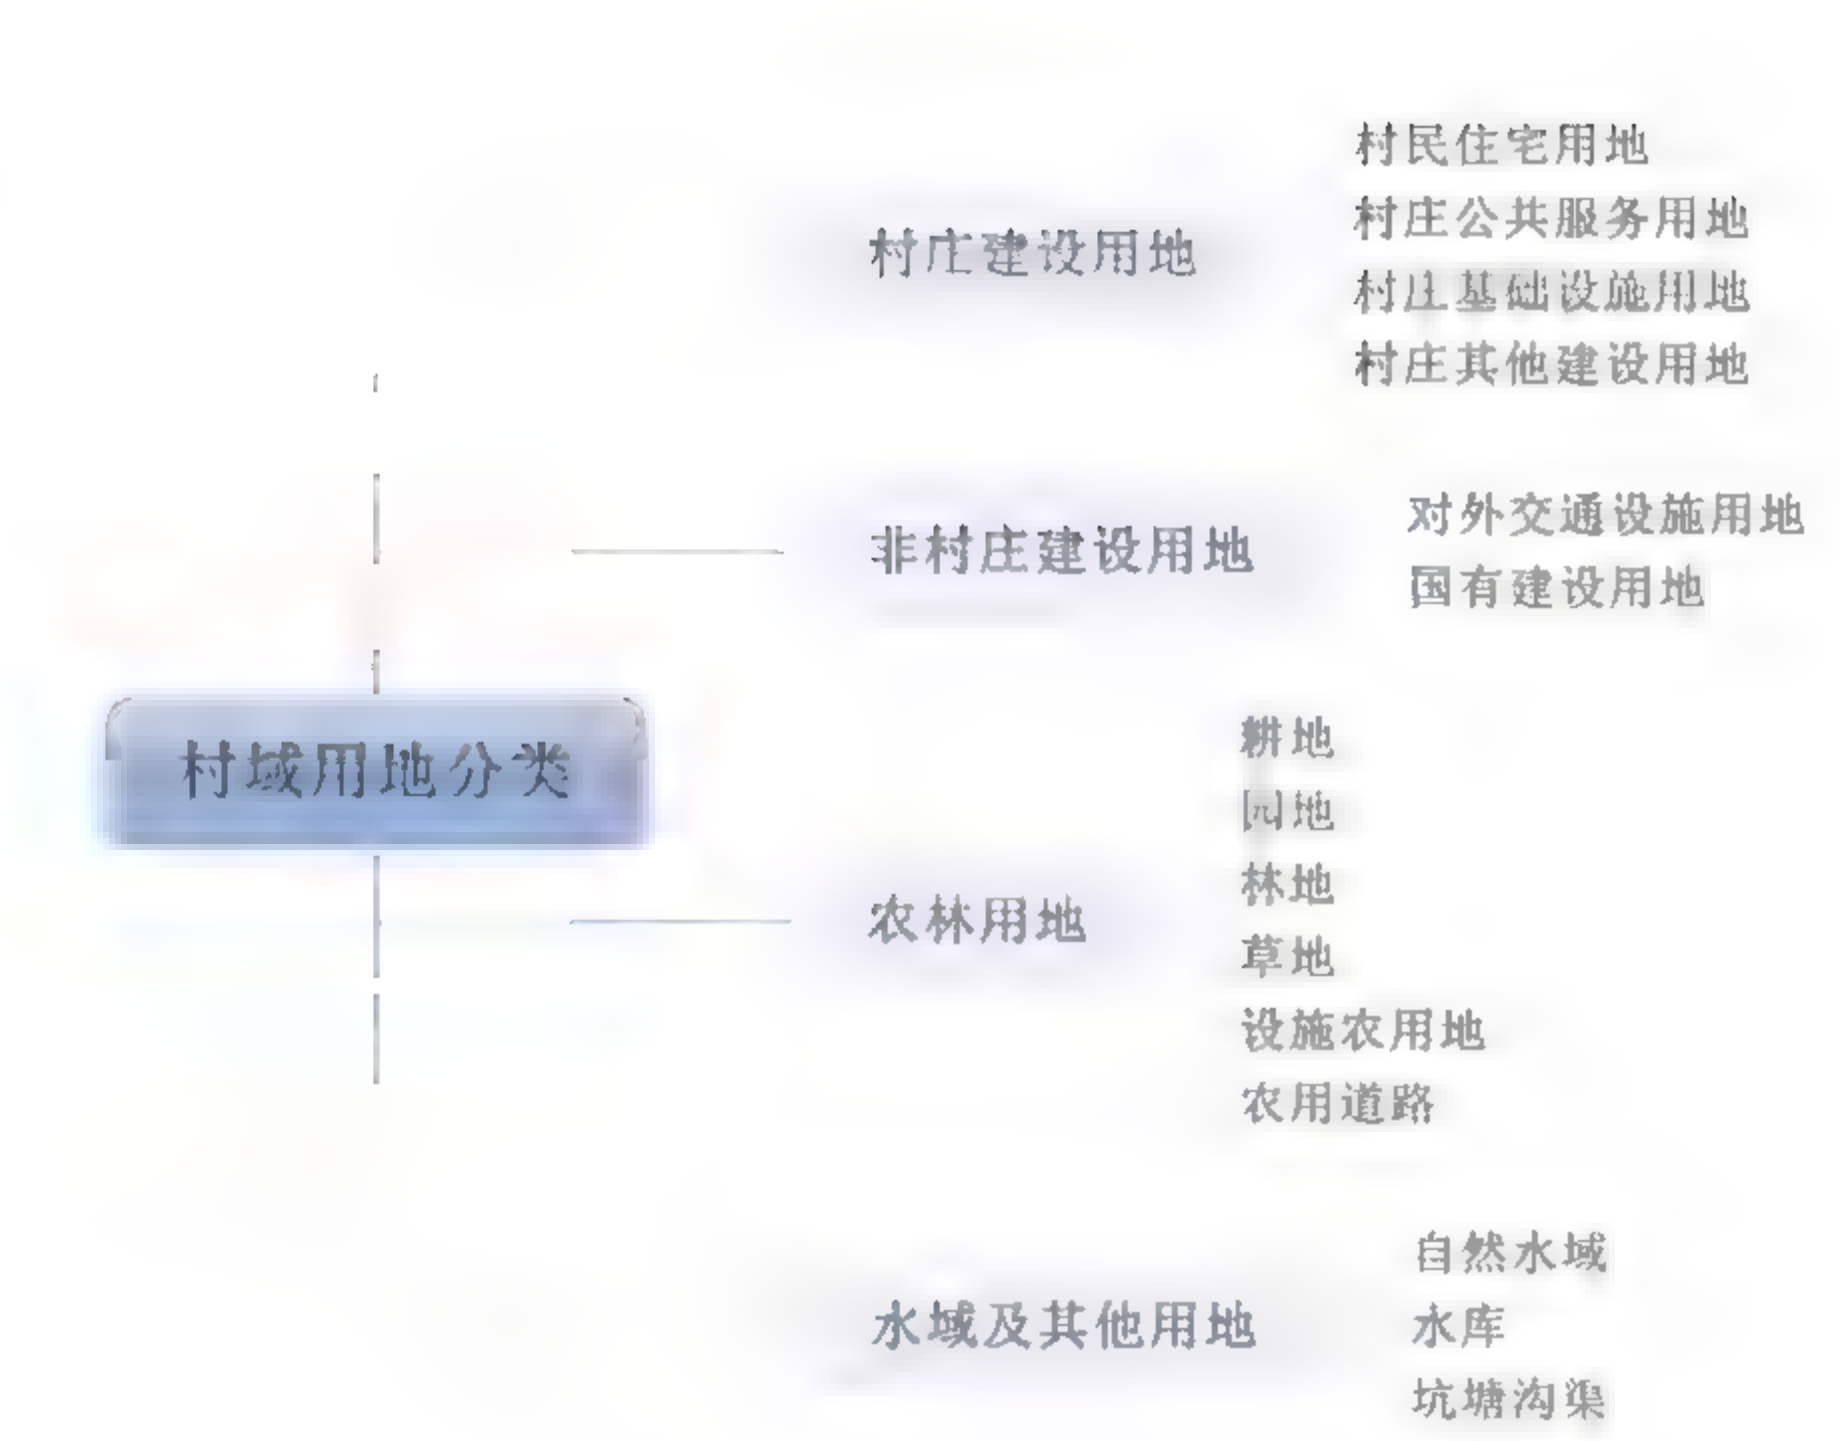 村域用地分类
村庄建设用地
村民住宅用地
村庄公共服务用地
村庄基础设施用地
村庄其他建设用地
非村庄建设用地
对外交通设施用地
国有建设用地
农林用地
耕地
园地
林地
草地
设施农用地
农用道路
水域及其他用地
自然水域
水库
坑塘沟渠